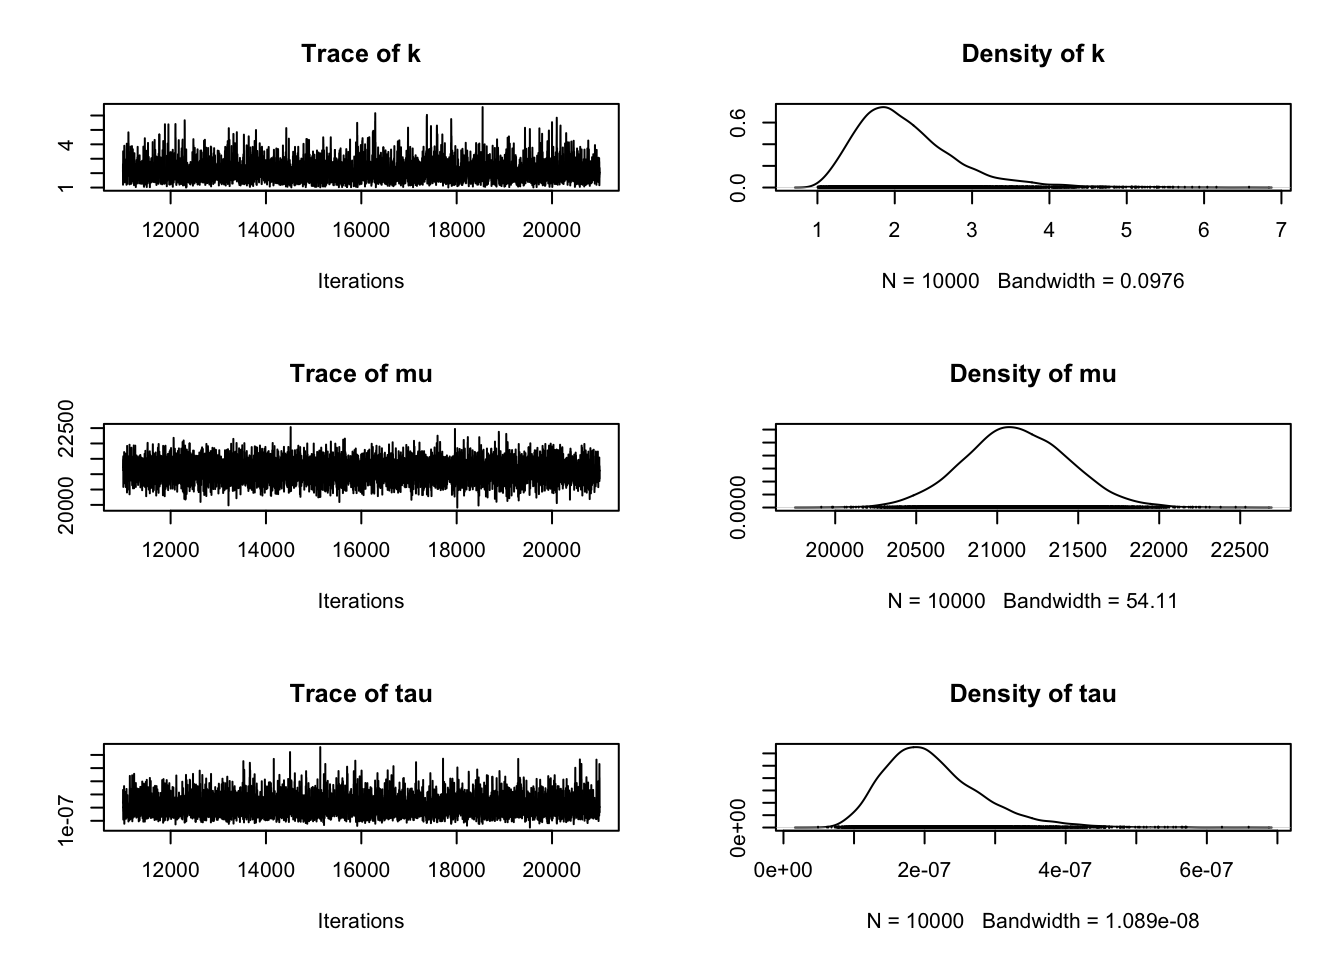 Trace of k
4
1
12000 14000 16000 18000 20000
Iterations
Density of k
0.6
0.0
1 2 3 4 5 6 7
N = 10000 Bandwidth = 0.0976
Trace of mu
22500
20000
12000 14000 16000 18000 20000
Iterations
Density of mu
0.0000
20000 20500 21000 21500 22000 22500
N = 10000 Bandwidth = 54.11
Trace of tau
1e-07
12000 14000 16000 18000 20000
Iterations
Density of tau
0e+00
0e+00 2e-07 4e-07 6e-07
N = 10000 Bandwidth = 1.089e-08